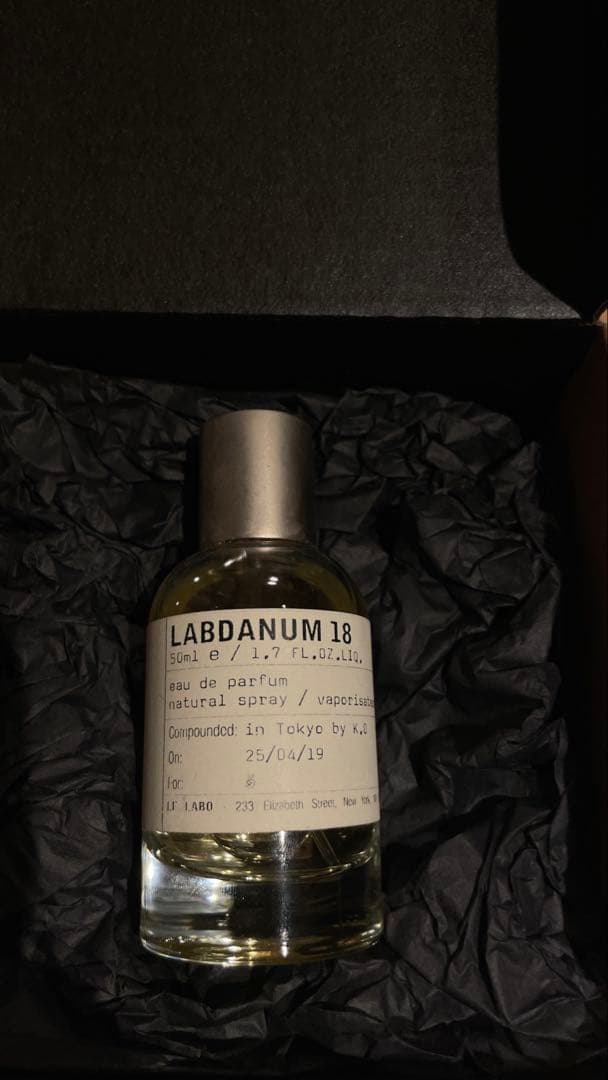 LABDANUM 18
50ml e / 1.7 FL.OZ.LIQ.
eau de parfum
natural spray /
Compounded: in Tokyo by K.O
On: 25/04/19
For:
LE LABO - 233 Elizabeth Street, New York